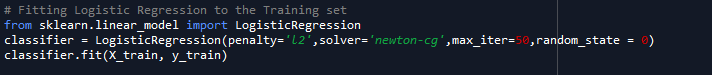 # Fitting Logistic Regression to the Training set
from sklearn.linear_model import LogisticRegression
classifier = LogisticRegression(penalty='l2',solver='newton-cg',max_iter=50,random_state = 0)
classifier.fit(X_train, y_train)